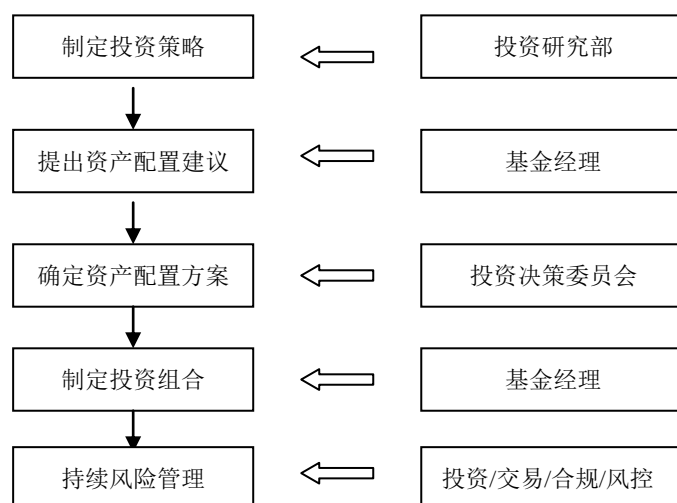 制定投资策略
投资研究部
提出资产配置建议
基金经理
确定资产配置方案
投资决策委员会
制定投资组合
基金经理
持续风险管理
投资/交易/合规/风控